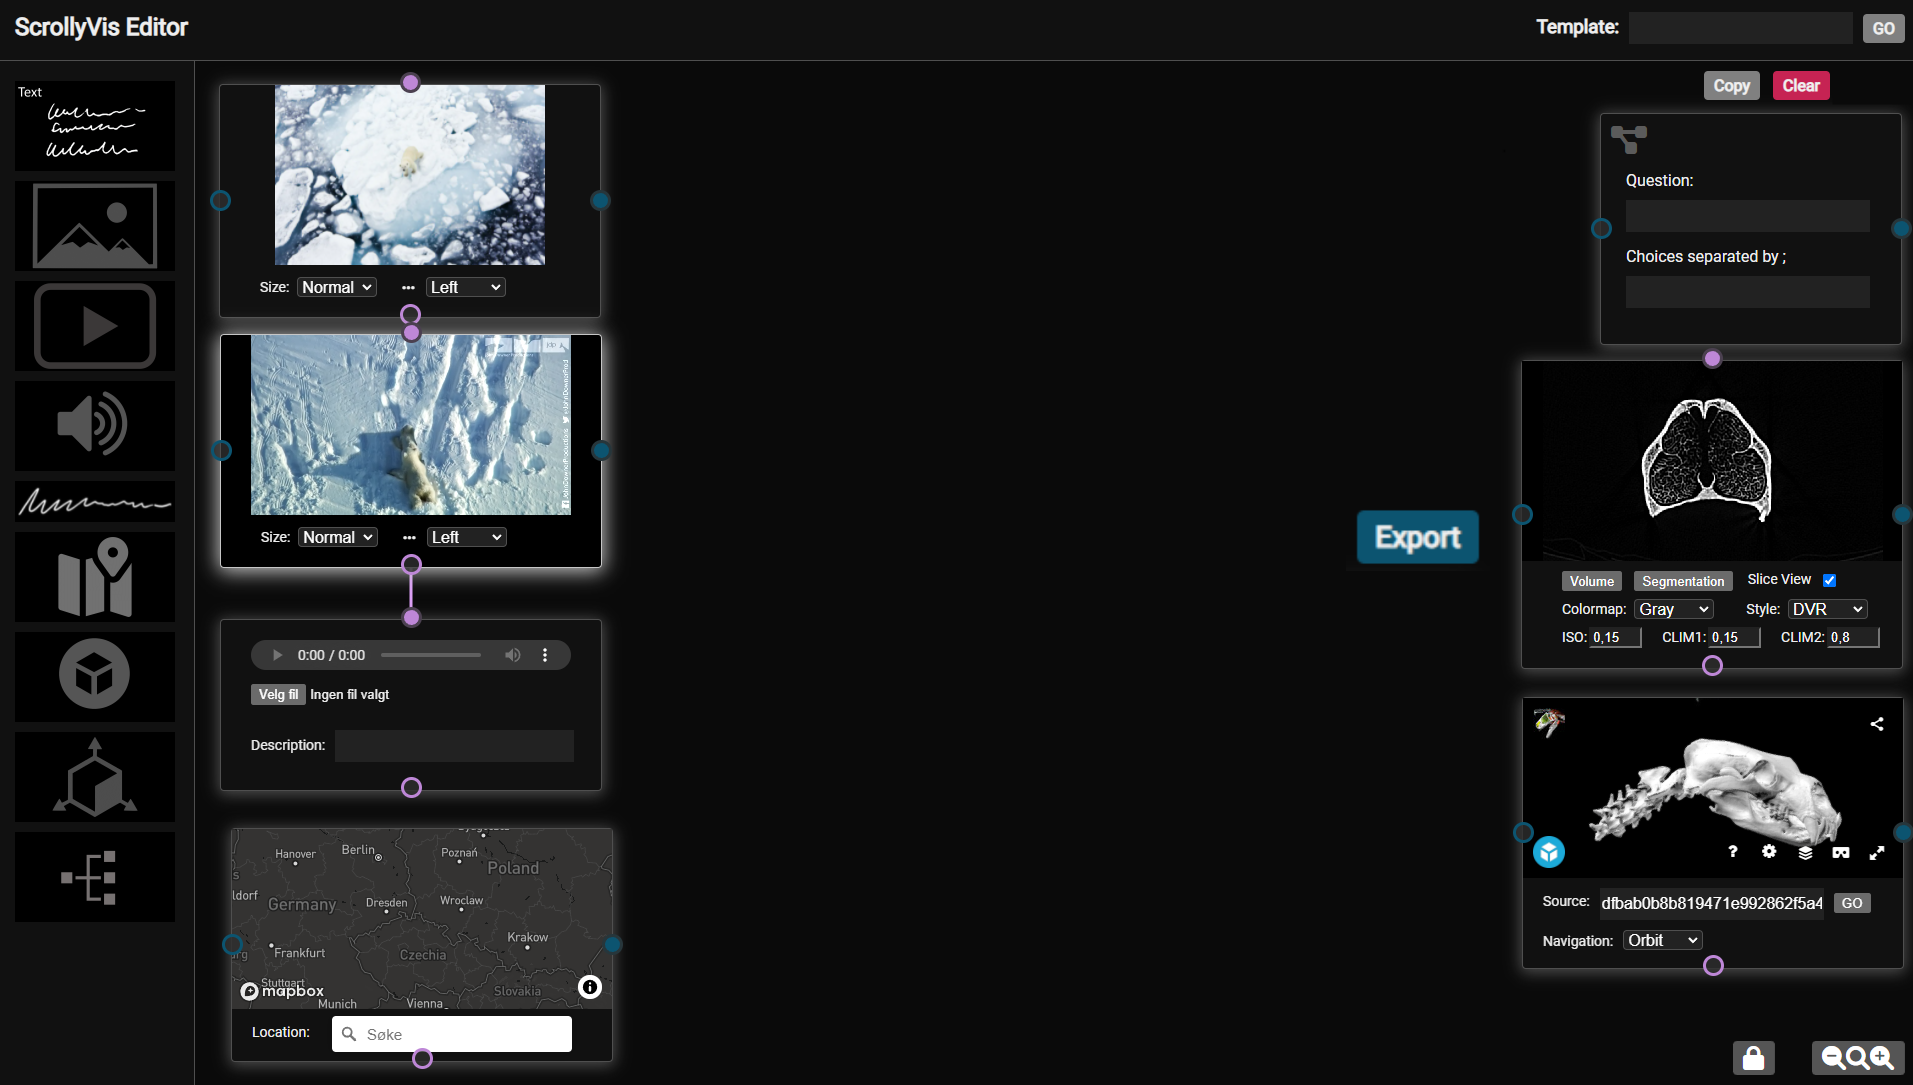 ScrollyVis Editor
Template:
GO
Text
Copy
Clear
Size: Normal ••• Left
Size: Normal ••• Left
0:00 / 0:00
Velg fil Ingen fil valgt
Description:
Hanover
Berlin
Poznań
Poland
ldorf
Germany
Dresden
Wroclaw
Krakow
Frankfurt
Czechia
Stuttgart
mapbox
Munich
Vienna
Slovakia
Location:
Søke
Export
Question:
Choices separated by ;
Volume
Segmentation
Slice View
Colormap: Gray
Style: DVR
ISO: 0,15
CLIM1: 0,15
CLIM2: 0,8
?
Source: dfbab0b8b819471e992862f5a4
GO
Navigation: Orbit